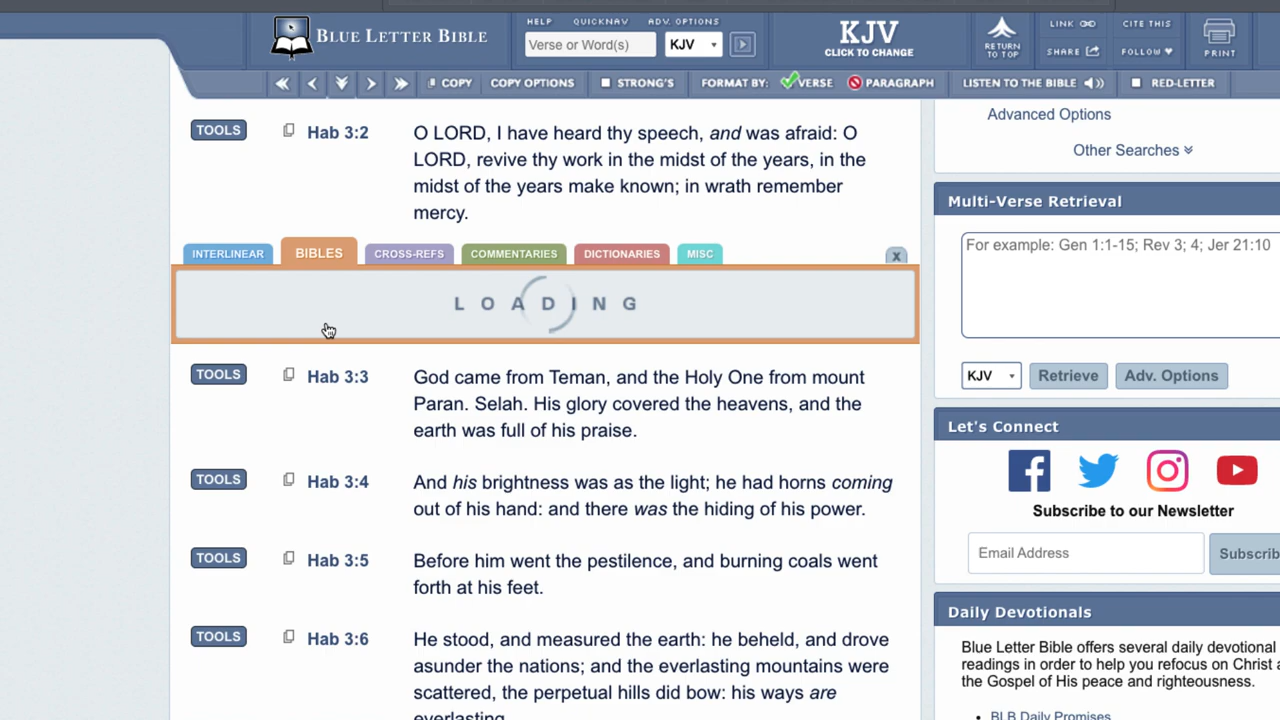 HELP QUICKNAV ADV. OPTIONS
BLUE LETTER BIBLE
Verse or Word(s)
KJV
KJV
CLICK TO CHANGE
RETURN
TO TOP
LINK
CITE THIS
SHARE
FOLLOW
PRINT
COPY
COPY OPTIONS
STRONG'S
FORMAT BY:
VERSE
PARAGRAPH
LISTEN TO THE BIBLE
RED-LETTER
TOOLS
Hab 3:2
O LORD, I have heard thy speech, and was afraid: O
LORD, revive thy work in the midst of the years, in the
midst of the years make known; in wrath remember
mercy.
INTERLINEAR
BIBLES
CROSS-REFS
COMMENTARIES
DICTIONARIES
MISC
X
LOADING
TOOLS
Hab 3:3
God came from Teman, and the Holy One from mount
Paran. Selah. His glory covered the heavens, and the
earth was full of his praise.
TOOLS
Hab 3:4
And his brightness was as the light; he had horns coming
out of his hand: and there was the hiding of his power.
TOOLS
Hab 3:5
Before him went the pestilence, and burning coals went
forth at his feet.
TOOLS
Hab 3:6
He stood, and measured the earth: he beheld, and drove
asunder the nations; and the everlasting mountains were
scattered, the perpetual hills did bow: his ways are
everlasting.
Advanced Options
Other Searches
Multi-Verse Retrieval
For example: Gen 1:1-15; Rev 3; 4; Jer 21:10
KJV
Retrieve
Adv. Options
Let's Connect
Subscribe to our Newsletter
Email Address
Subscrib
Daily Devotionals
Blue Letter Bible offers several daily devotional
readings in order to help you refocus on Christ a
the Gospel of His peace and righteousness.
BLB Daily Promises